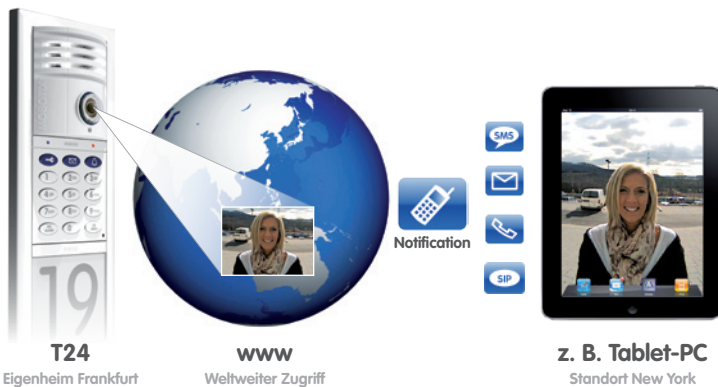 19
T24
Eigenheim Frankfurt
www
Weltweiter Zugriff
Notification
SMS
SIP
z. B. Tablet-PC
Standort New York